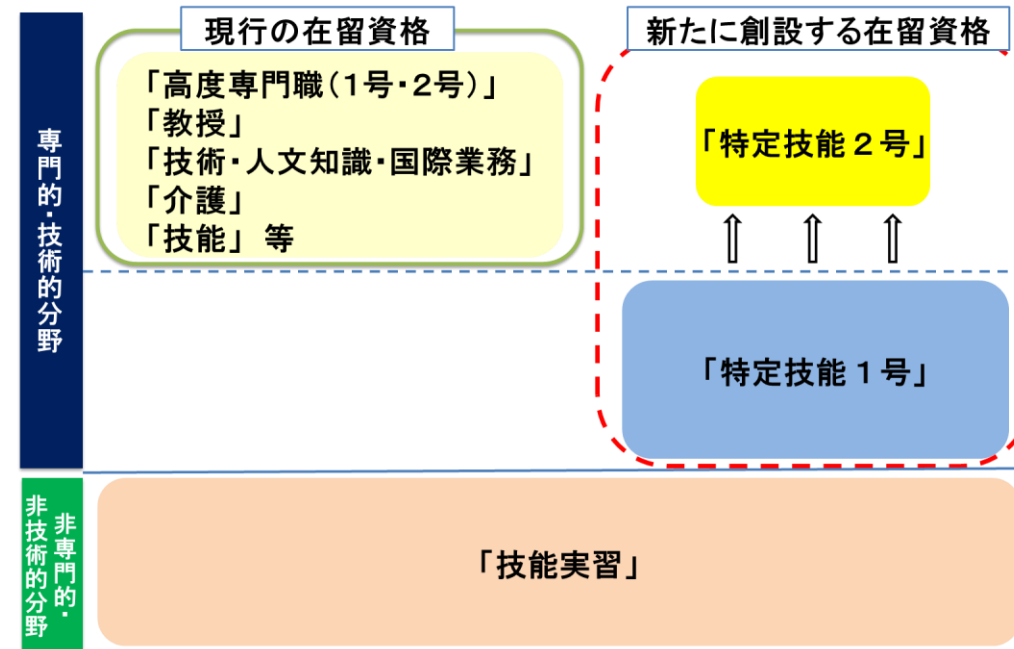 現行の在留資格
新たに創設する在留資格
専門的・技術的分野
「高度専門職（１号・２号）」
「教授」
「技術・人文知識・国際業務」
「介護」
「技能」 等
「特定技能２号」
「特定技能１号」
非専門的・
非技術的分野
「技能実習」